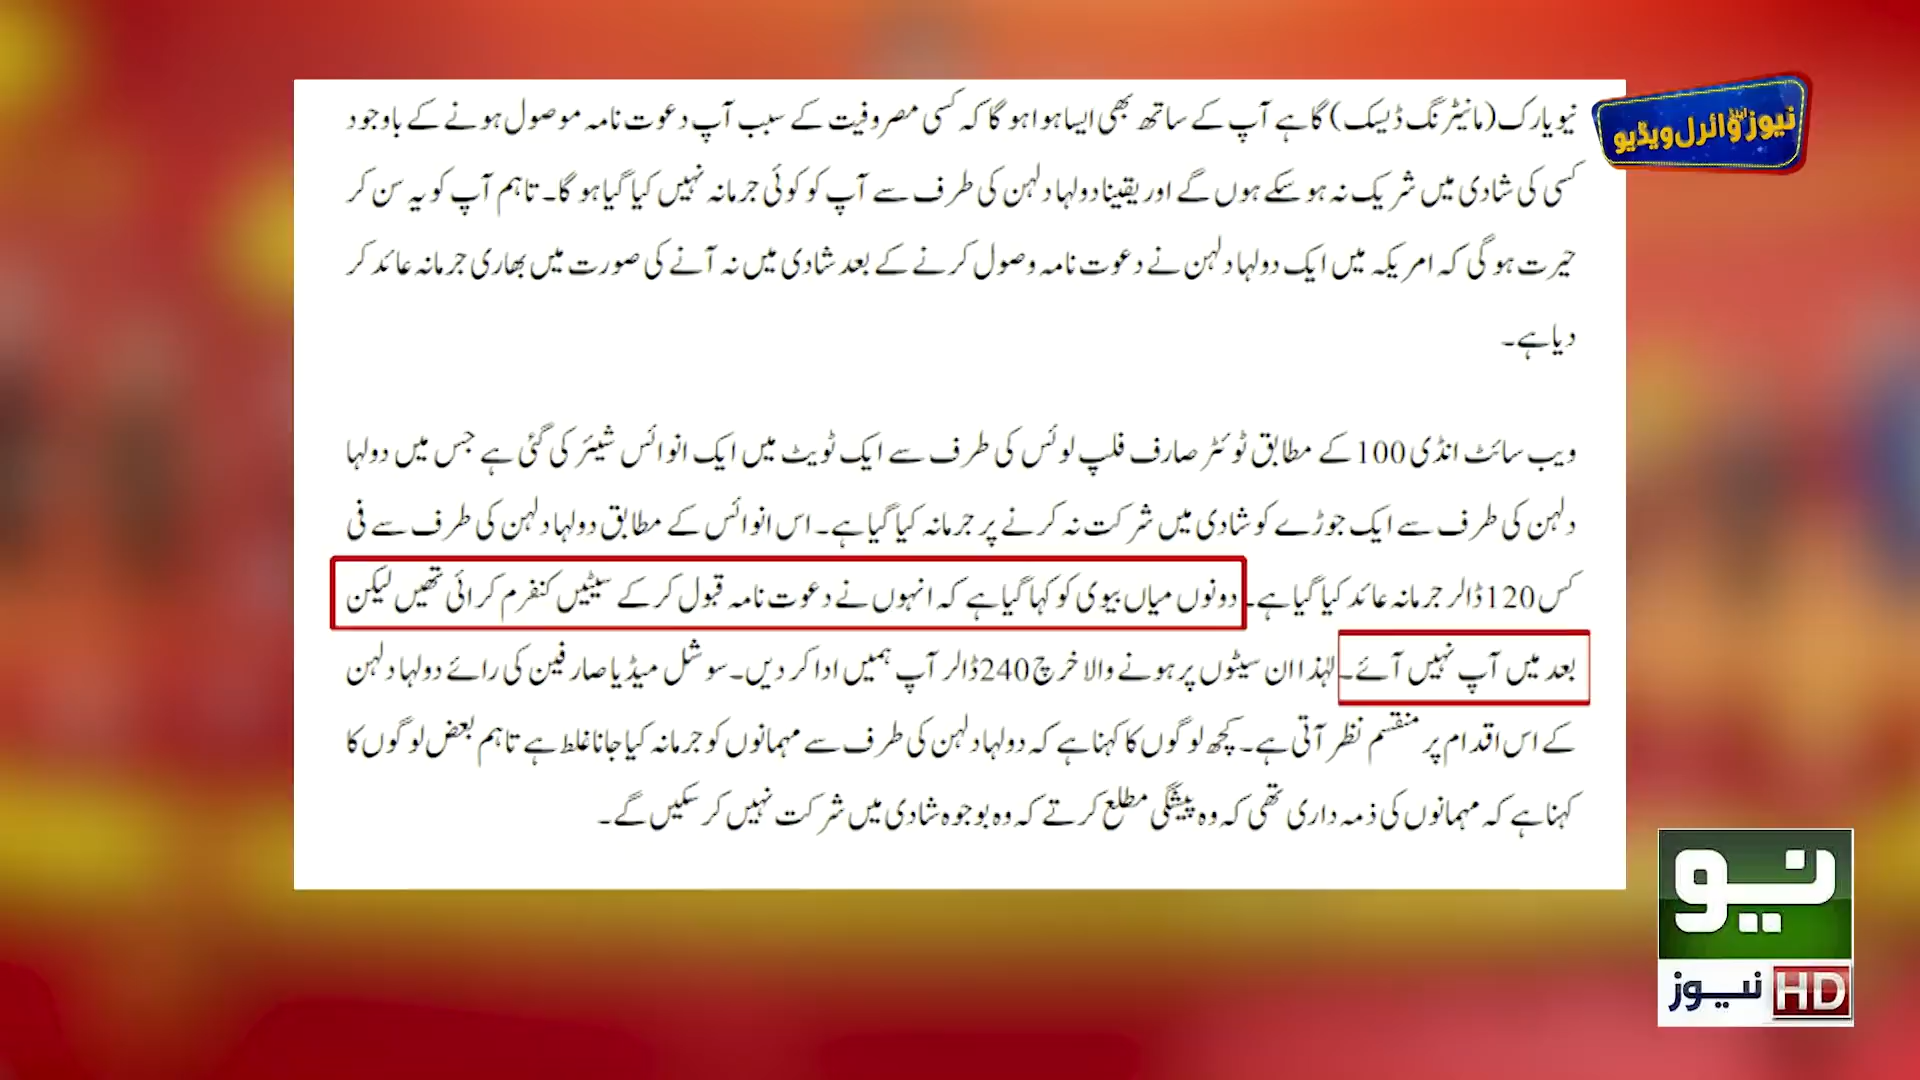 نیویارک(مانیٹرنگ ڈیسک) گاہے آپ کے ساتھ بھی ایسا ہوا ہو گا کہ کسی مصروفیت کے سبب آپ دعوت نامہ موصول ہونے کے باوجود
کسی کی شادی میں شریک نہ ہو سکے ہوں گے اور یقینا دولہا دلہن کی طرف سے آپ کو کوئی جرمانہ نہیں کیا گیا ہو گا۔ تاہم آپ کو یہ سن کر
حیرت ہو گی کہ امریکہ میں ایک دولہا دلہن نے دعوت نامہ وصول کرنے کے بعد شادی میں نہ آنے کی صورت میں بھاری جرمانہ عائد کر
دیا ہے۔
ویب سائٹ انڈی 100 کے مطابق ٹوئٹر صارف فلپ لوئس کی طرف سے ایک ٹویٹ میں ایک انوائس شیئر کی گئی ہے جس میں دولہا
دلہن کی طرف سے ایک جوڑے کو شادی میں شرکت نہ کرنے پر جرمانہ کیا گیا ہے۔ اس انوائس کے مطابق دولہا دلہن کی طرف سے فی
کس 120 ڈالر جرمانہ عائد کیا گیا ہے۔ دونوں میاں بیوی کو کہا گیا ہے کہ انہوں نے دعوت نامہ قبول کر کے سیٹیں کنفرم کرائی تھیں لیکن
بعد میں آپ نہیں آئے۔ لہٰذا ان سیٹوں پر ہونے والا خرچ 240 ڈالر آپ ہمیں ادا کر دیں۔ سوشل میڈیا صارفین کی رائے دولہا دلہن
کے اس اقدام پر منقسم نظر آتی ہے۔ کچھ لوگوں کا کہنا ہے کہ دولہا دلہن کی طرف سے مہمانوں کو جرمانہ کیا جانا غلط ہے تاہم بعض لوگوں کا
کہنا ہے کہ مہمانوں کی ذمہ داری تھی کہ وہ پیشگی مطلع کرتے کہ وہ بوجوہ شادی میں شرکت نہیں کر سکیں گے۔
نیوز اینڈ وائرل ویڈیو
نیو
نیوز HD